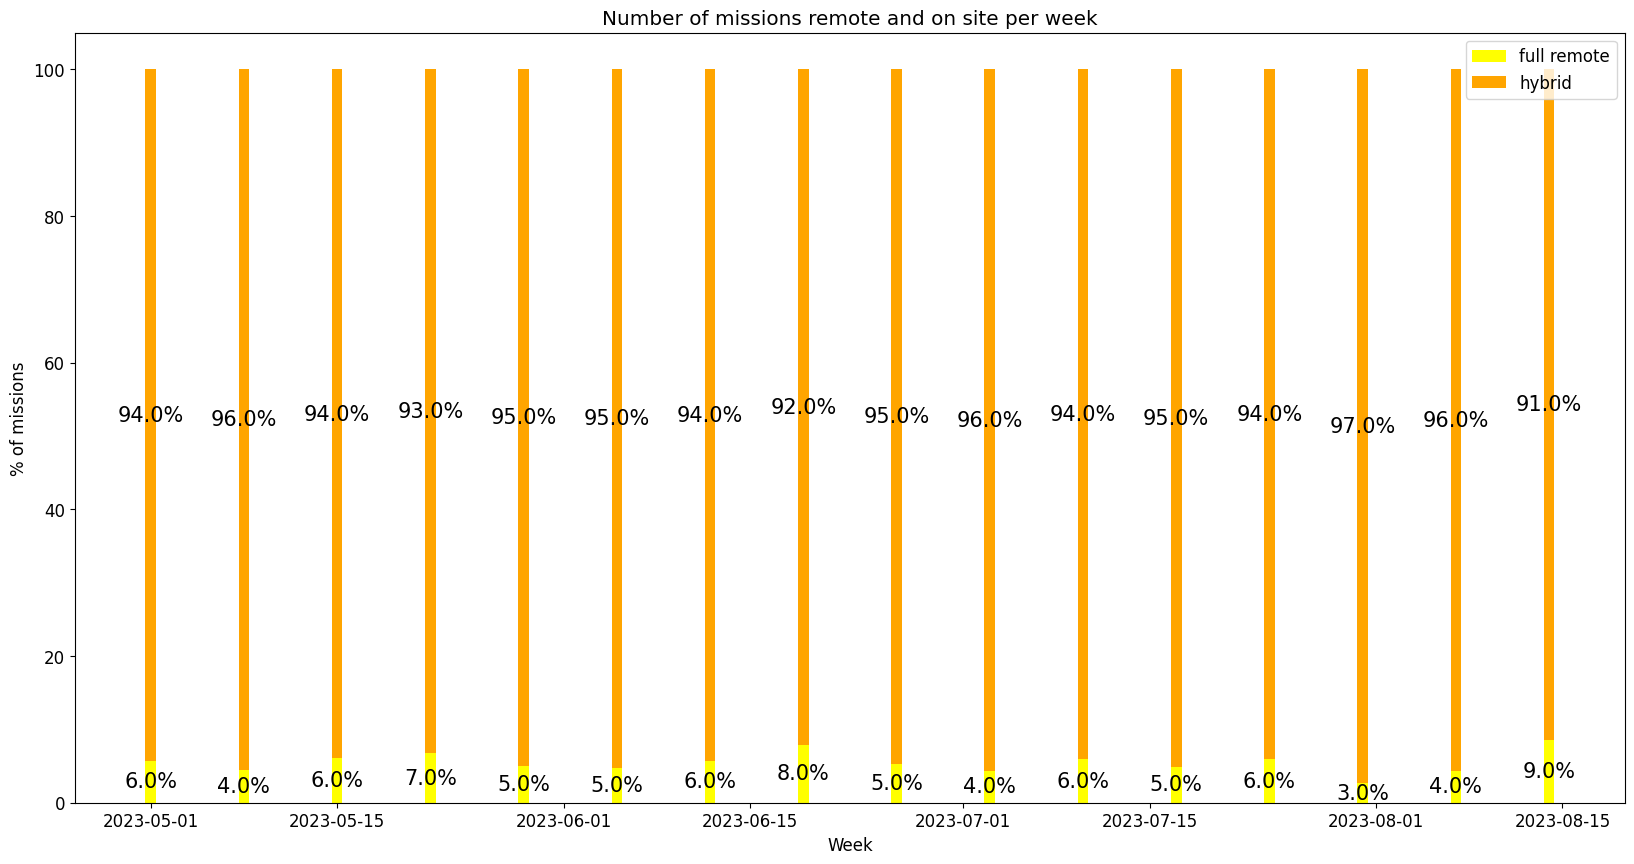 Number of missions remote and on site per week
full remote
hybrid
% of missions
100
80
60
40
20
0
94.0% 96.0% 94.0% 93.0% 95.0% 95.0% 94.0% 92.0% 95.0% 96.0% 94.0% 95.0% 94.0% 97.0% 96.0% 91.0%
6.0% 4.0% 6.0% 7.0% 5.0% 5.0% 6.0% 8.0% 5.0% 4.0% 6.0% 5.0% 6.0% 3.0% 4.0% 9.0%
2023-05-01 2023-05-15 2023-06-01 2023-06-15 2023-07-01 2023-07-15 2023-08-01 2023-08-15
Week